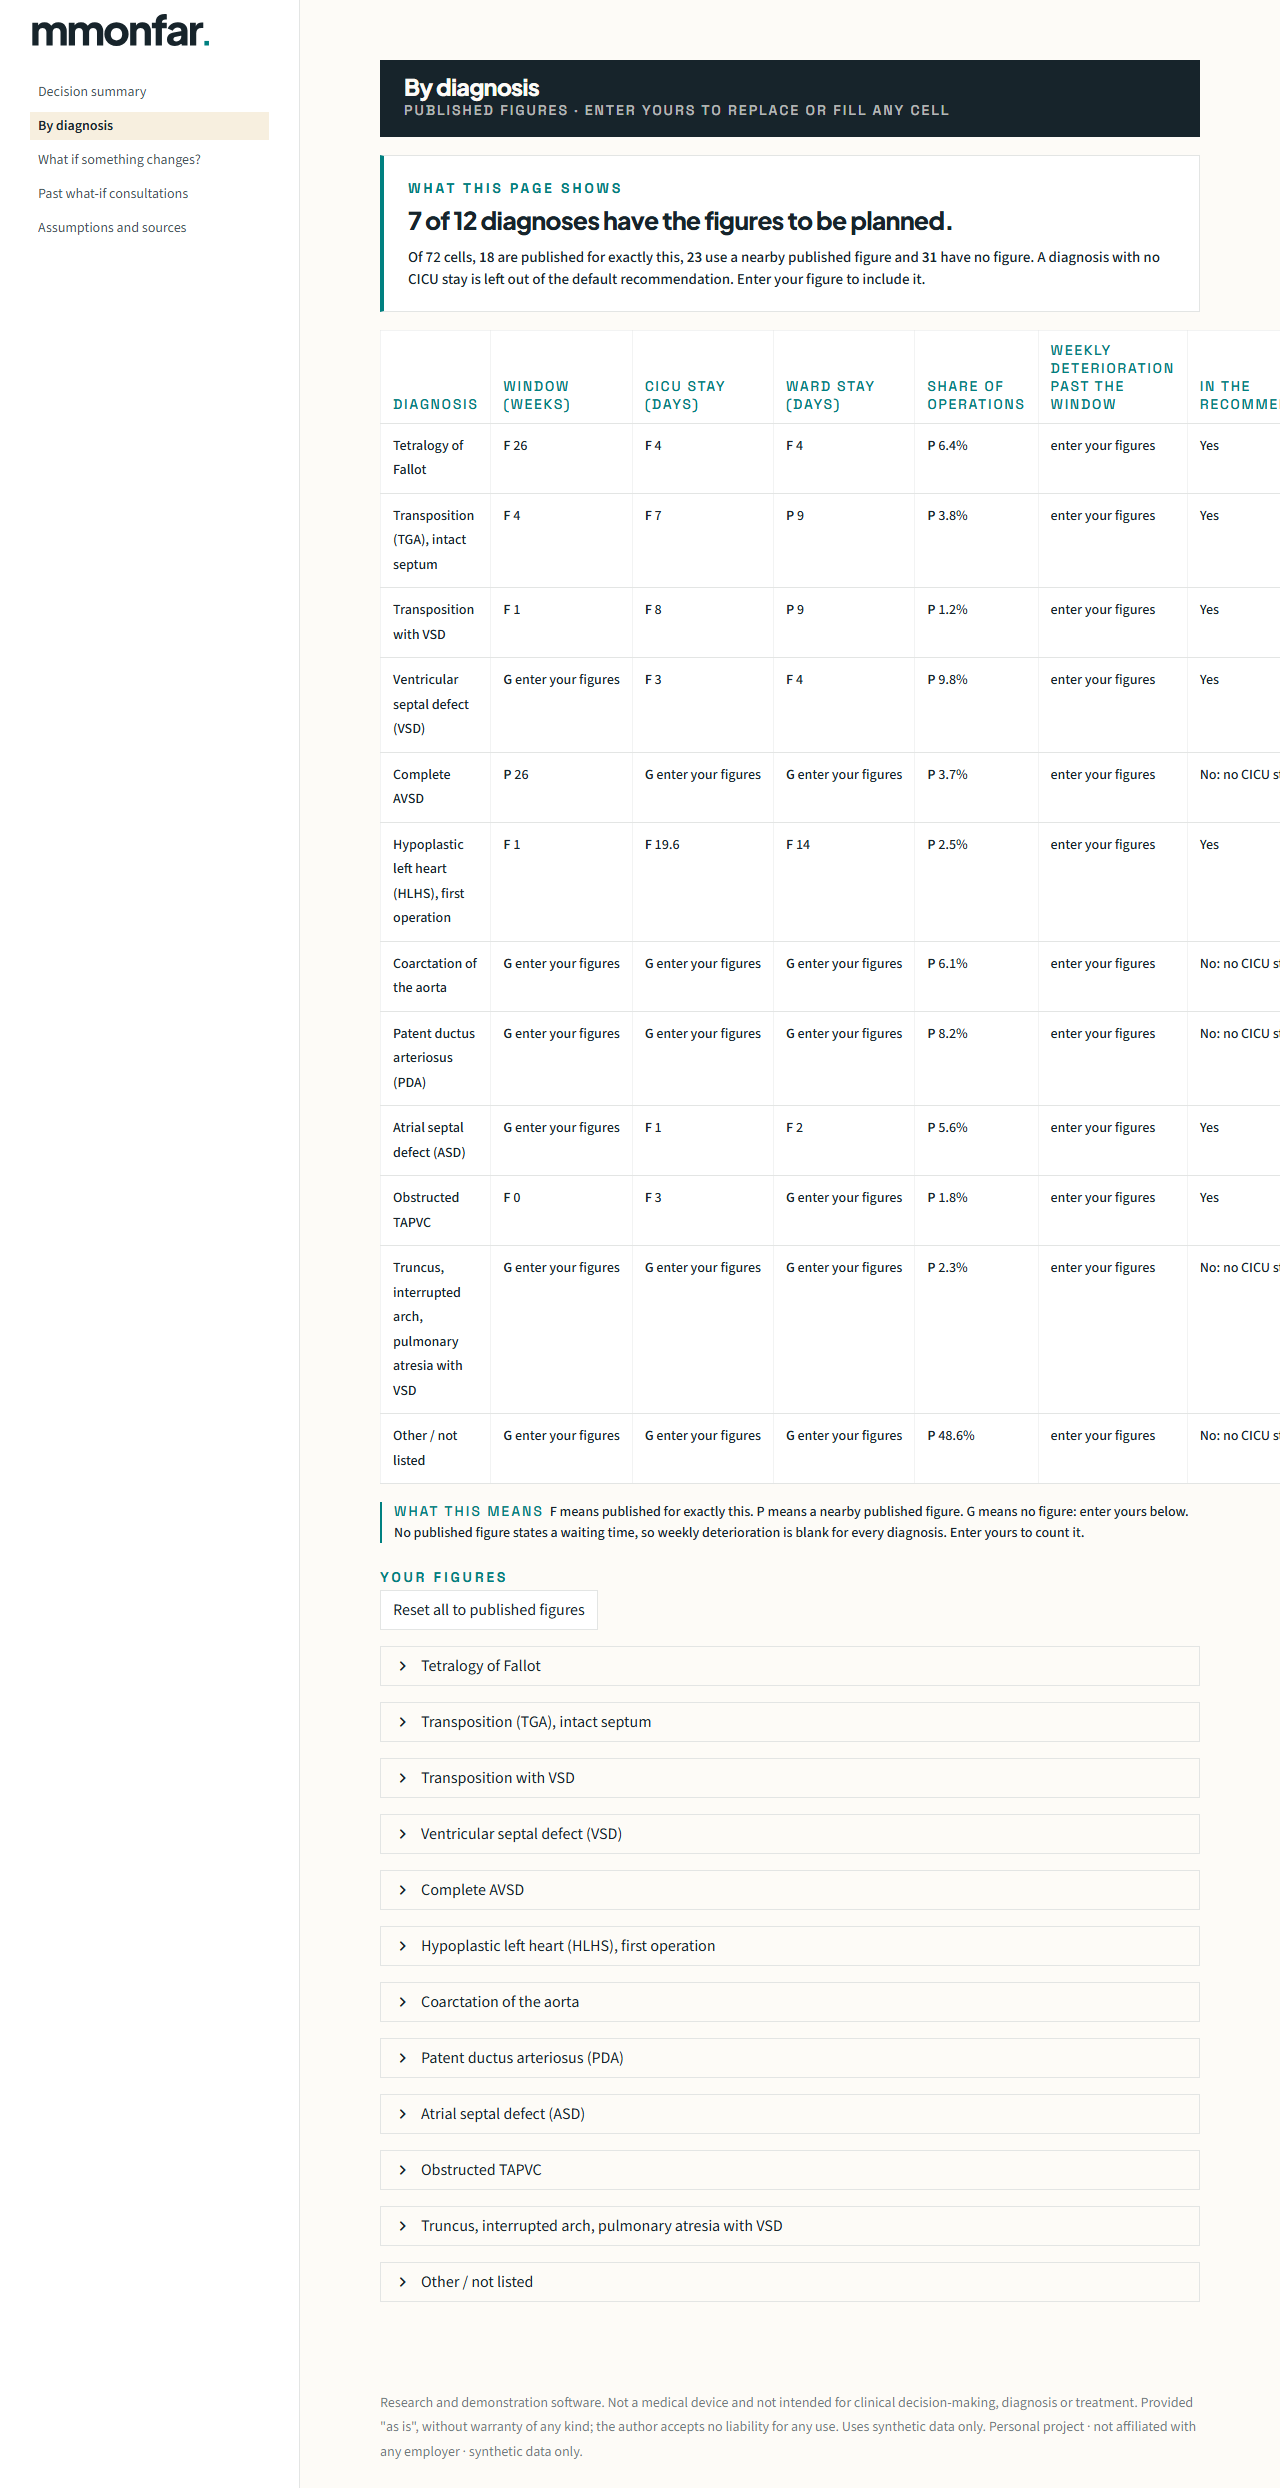 mmonfar.
Decision summary
By diagnosis
What if something changes?
Past what-if consultations
Assumptions and sources
By diagnosis
PUBLISHED FIGURES · ENTER YOURS TO REPLACE OR FILL ANY CELL
WHAT THIS PAGE SHOWS
7 of 12 diagnoses have the figures to be planned.
Of 72 cells, 18 are published for exactly this, 23 use a nearby published figure and 31 have no figure. A diagnosis with no
CICU stay is left out of the default recommendation. Enter your figure to include it.
DIAGNOSIS WINDOW (WEEKS) CICU STAY (DAYS) WARD STAY (DAYS) SHARE OF OPERATIONS WEEKLY DETERIORATION PAST THE WINDOW IN THE
Tetralogy of Fallot F 26 F 4 F 4 P 6.4% enter your figures Yes
Transposition (TGA), intact septum F 4 F 7 P 9 P 3.8% enter your figures Yes
Transposition with VSD F 1 F 8 P 9 P 1.2% enter your figures Yes
Ventricular septal defect (VSD) G enter your figures F 3 F 4 P 9.8% enter your figures Yes
Complete AVSD P 26 G enter your figures G enter your figures P 3.7% enter your figures No: no CICU
Hypoplastic left heart (HLHS), first operation F 1 F 19.6 F 14 P 2.5% enter your figures Yes
Coarctation of the aorta G enter your figures G enter your figures G enter your figures P 6.1% enter your figures No: no CICU
Patent ductus arteriosus (PDA) G enter your figures G enter your figures G enter your figures P 8.2% enter your figures No: no CICU
Atrial septal defect (ASD) G enter your figures F 1 F 2 P 5.6% enter your figures Yes
Obstructed TAPVC F 0 F 3 G enter your figures P 1.8% enter your figures Yes
Truncus, interrupted arch, pulmonary atresia with VSD G enter your figures G enter your figures G enter your figures P 2.3% enter your figures No: no CICU
Other / not listed G enter your figures G enter your figures G enter your figures P 48.6% enter your figures No: no CICU
WHAT THIS MEANS F means published for exactly this. P means a nearby published figure. G means no figure: enter yours below.
No published figure states a waiting time, so weekly deterioration is blank for every diagnosis. Enter yours to count it.
YOUR FIGURES
Reset all to published figures
Tetralogy of Fallot
Transposition (TGA), intact septum
Transposition with VSD
Ventricular septal defect (VSD)
Complete AVSD
Hypoplastic left heart (HLHS), first operation
Coarctation of the aorta
Patent ductus arteriosus (PDA)
Atrial septal defect (ASD)
Obstructed TAPVC
Truncus, interrupted arch, pulmonary atresia with VSD
Other / not listed
Research and demonstration software. Not a medical device and not intended for clinical decision-making, diagnosis or treatment. Provided
"as is", without warranty of any kind; the author accepts no liability for any use. Uses synthetic data only. Personal project · not affiliated with
any employer · synthetic data only.